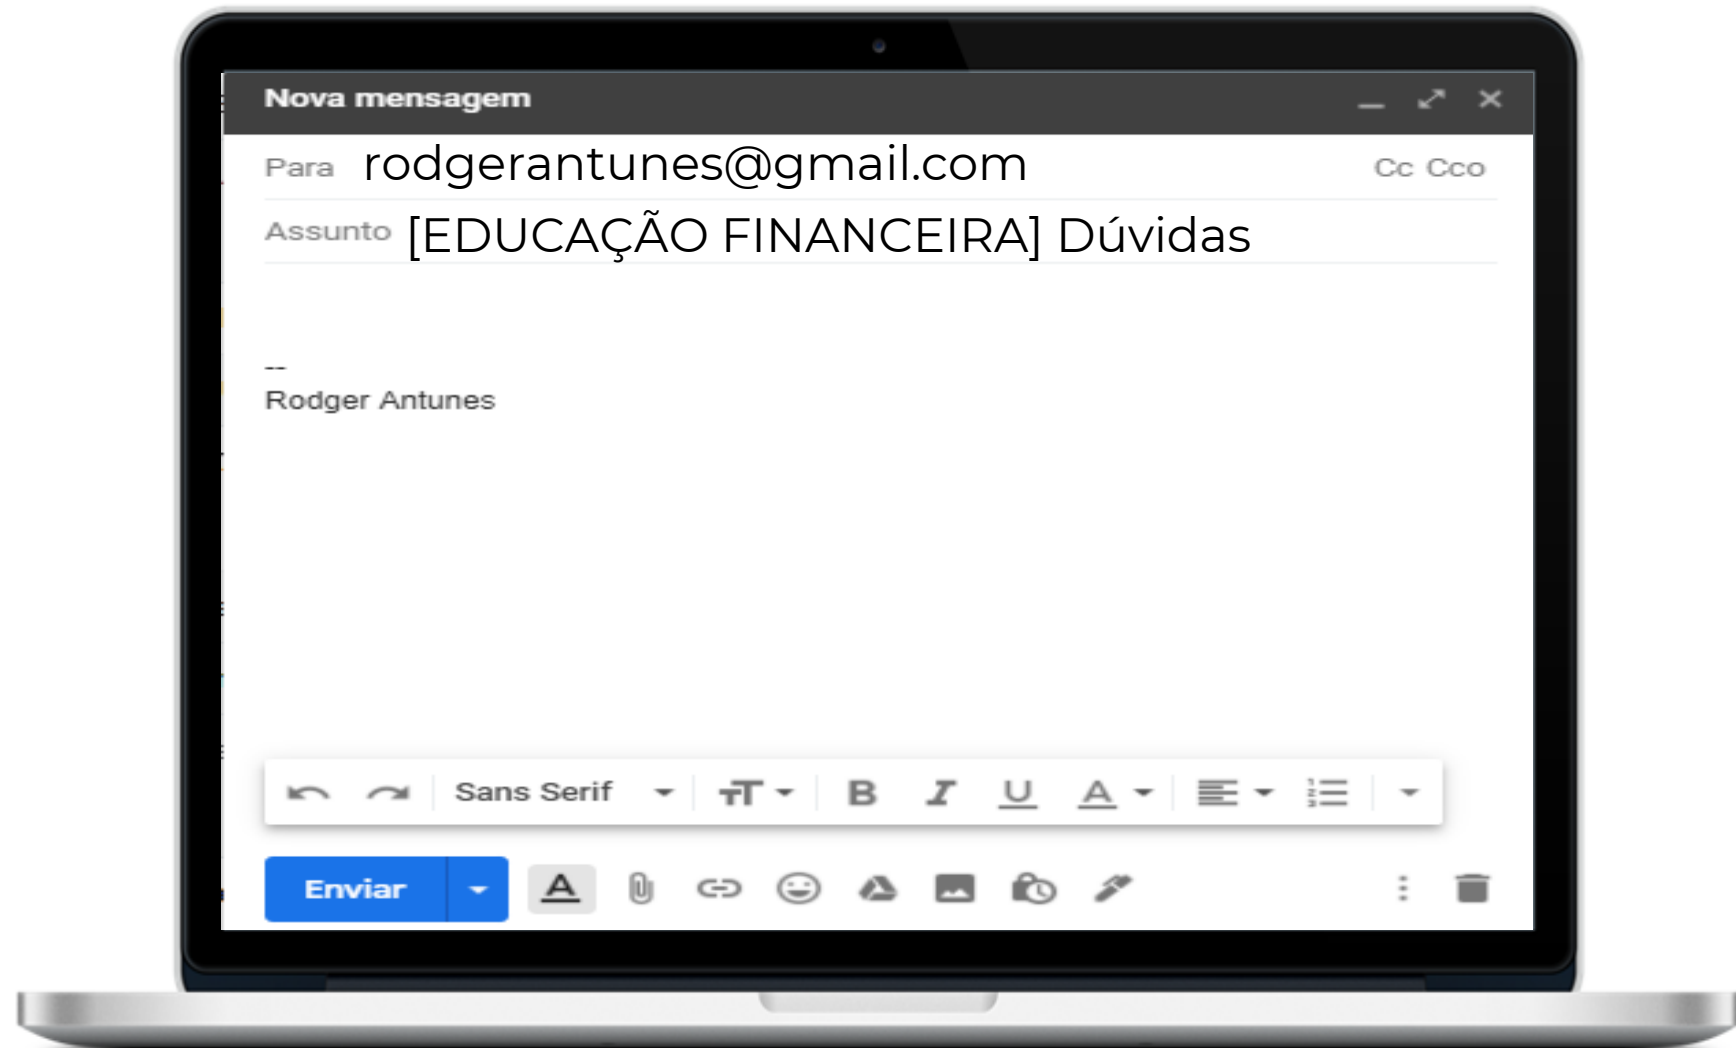 Nova mensagem
Para rodgerantunes@gmail.com Cc Cco
Assunto [EDUCAÇÃO FINANCEIRA] Dúvidas
--
Rodger Antunes
Sans Serif B I U A
Enviar A